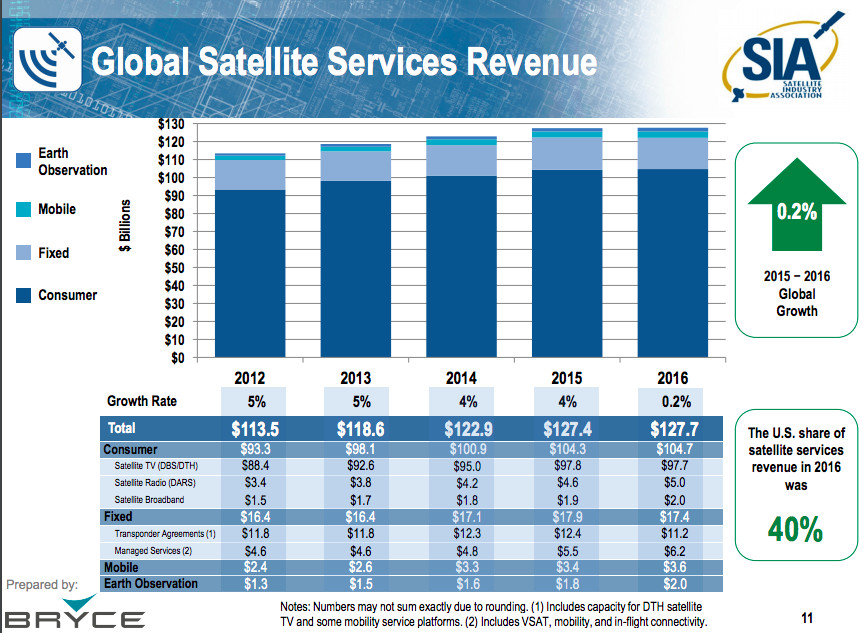 Global Satellite Services Revenue
SIA
SATELLITE
INDUSTRY
ASSOCIATION
Earth
Observation
Mobile
Fixed
Consumer
$ Billions
$130
$120
$110
$100
$90
$80
$70
$60
$50
$40
$30
$20
$10
$0
0.2%
2015 – 2016
Global
Growth
2012 2013 2014 2015 2016
Growth Rate 5% 5% 4% 4% 0.2%
Total $113.5 $118.6 $122.9 $127.4 $127.7
Consumer $93.3 $98.1 $100.9 $104.3 $104.7
Satellite TV (DBS/DTH) $88.4 $92.6 $95.0 $97.8 $97.7
Satellite Radio (DARS) $3.4 $3.8 $4.2 $4.6 $5.0
Satellite Broadband $1.5 $1.7 $1.8 $1.9 $2.0
Fixed $16.4 $16.4 $17.1 $17.9 $17.4
Transponder Agreements (1) $11.8 $11.8 $12.3 $12.4 $11.2
Managed Services (2) $4.6 $4.6 $4.8 $5.5 $6.2
Mobile $2.4 $2.6 $3.3 $3.4 $3.6
Earth Observation $1.3 $1.5 $1.6 $1.8 $2.0
The U.S. share of
satellite services
revenue in 2016
was
40%
Prepared by:
BRYCE
Notes: Numbers may not sum exactly due to rounding. (1) Includes capacity for DTH satellite
TV and some mobility service platforms. (2) Includes VSAT, mobility, and in-flight connectivity.
11